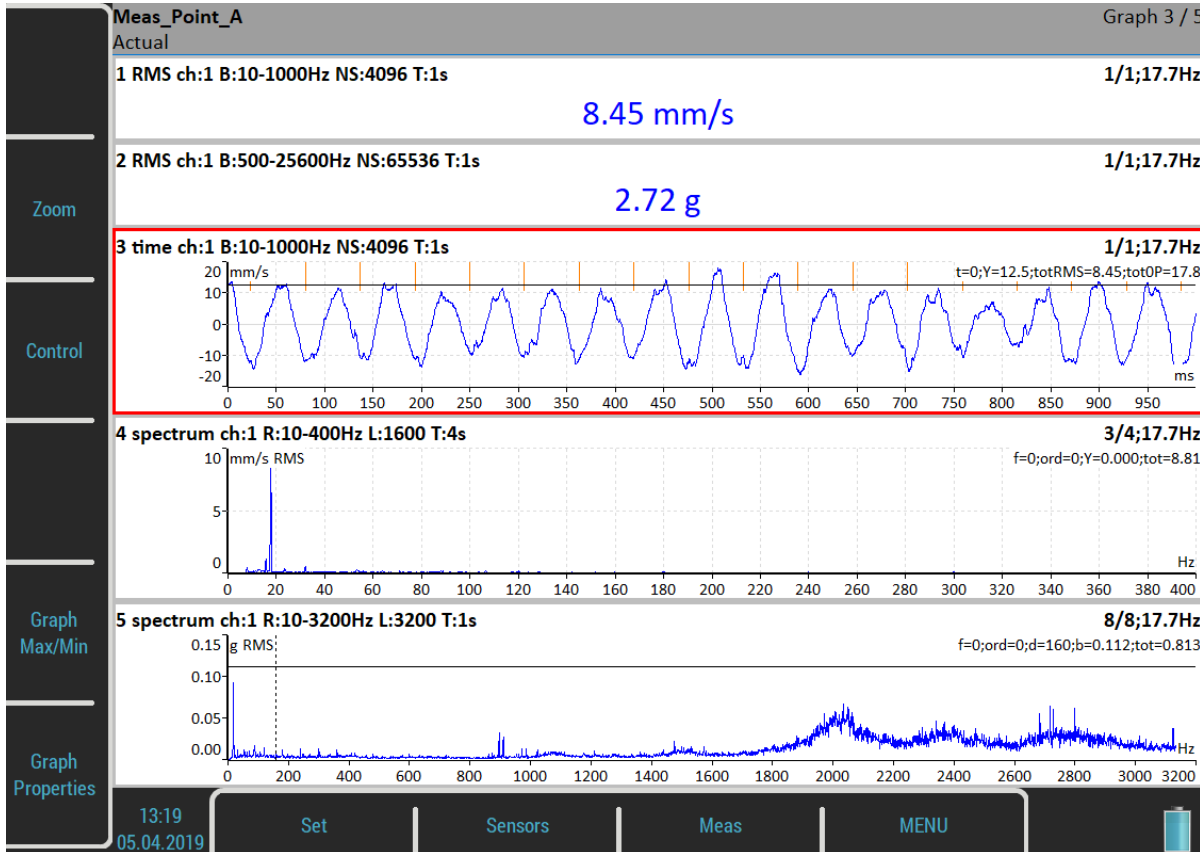 Meas_Point_A
Graph 3 / 5
Actual
1 RMS ch:1 B:10-1000Hz NS:4096 T:1s
1/1;17.7Hz
8.45 mm/s
2 RMS ch:1 B:500-25600Hz NS:65536 T:1s
1/1;17.7Hz
2.72 g
Zoom
3 time ch:1 B:10-1000Hz NS:4096 T:1s
1/1;17.7Hz
20 mm/s
t=0;Y=12.5;totRMS=8.45;tot0P=17.8
10
0
-10
-20
ms
0 50 100 150 200 250 300 350 400 450 500 550 600 650 700 750 800 850 900 950
Control
4 spectrum ch:1 R:10-400Hz L:1600 T:4s
3/4;17.7Hz
10 mm/s RMS
f=0;ord=0;Y=0.000;tot=8.81
5
0
Hz
0 20 40 60 80 100 120 140 160 180 200 220 240 260 280 300 320 340 360 380 400
Graph
Max/Min
5 spectrum ch:1 R:10-3200Hz L:3200 T:1s
8/8;17.7Hz
0.15 g RMS
f=0;ord=0;d=160;b=0.112;tot=0.813
0.10
0.05
0.00
Hz
0 200 400 600 800 1000 1200 1400 1600 1800 2000 2200 2400 2600 2800 3000 3200
Graph
Properties
13:19
05.04.2019
Set
Sensors
Meas
MENU